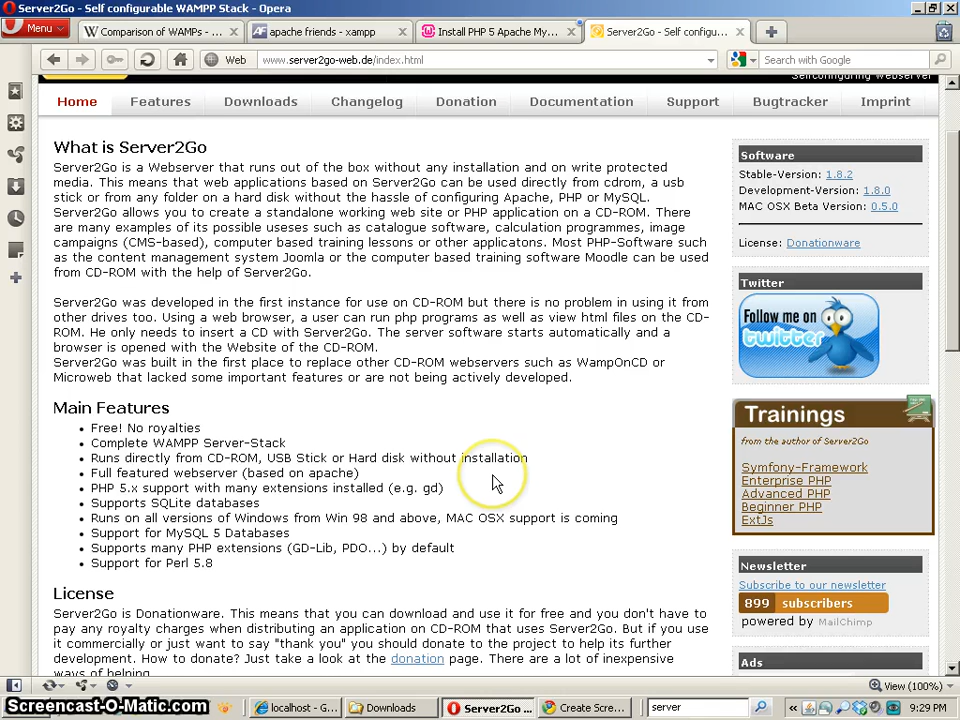 Server2Go - Self configurable WAMPP Stack - Opera
Menu
Comparison of WAMPs - ...
apache friends - xampp
Install PHP 5 Apache My...
Server2Go - Self configu...
Web
www.server2go-web.de/index.html
Search with Google
Selfconfiguring Webserver
Home Features Downloads Changelog Donation Documentation Support Bugtracker Imprint
What is Server2Go
Server2Go is a Webserver that runs out of the box without any installation and on write protected
media. This means that web applications based on Server2Go can be used directly from cdrom, a usb
stick or from any folder on a hard disk without the hassle of configuring Apache, PHP or MySQL.
Server2Go allows you to create a standalone working web site or PHP application on a CD-ROM. There
are many examples of its possible useses such as catalogue software, calculation programmes, image
campaigns (CMS-based), computer based training lessons or other applicatons. Most PHP-Software such
as the content management system Joomla or the computer based training software Moodle can be used
from CD-ROM with the help of Server2Go.
Server2Go was developed in the first instance for use on CD-ROM but there is no problem in using it from
other drives too. Using a web browser, a user can run php programs as well as view html files on the CD-
ROM. He only needs to insert a CD with Server2Go. The server software starts automatically and a
browser is opened with the Website of the CD-ROM.
Server2Go was built in the first place to replace other CD-ROM webservers such as WampOnCD or
Microweb that lacked some important features or are not being actively developed.
Main Features
Free! No royalties
Complete WAMPP Server-Stack
Runs directly from CD-ROM, USB Stick or Hard disk without installation
Full featured webserver (based on apache)
PHP 5.x support with many extensions installed (e.g. gd)
Supports SQLite databases
Runs on all versions of Windows from Win 98 and above, MAC OSX support is coming
Support for MySQL 5 Databases
Supports many PHP extensions (GD-Lib, PDO...) by default
Support for Perl 5.8
License
Server2Go is Donationware. This means that you can download and use it for free and you don't have to
pay any royalty charges when distributing an application on CD-ROM that uses Server2Go. But if you use
it commercially or just want to say "thank you" you should donate to the project to help its further
development. How to donate? Just take a look at the donation page. There are a lot of inexpensive
ways of helping.
Software
Stable-Version: 1.8.2
Development-Version: 1.8.0
MAC OSX Beta Version: 0.5.0
License: Donationware
Twitter
Follow me on
twitter
Trainings
from the author of Server2Go
Symfony-Framework
Enterprise PHP
Advanced PHP
Beginner PHP
ExtJs
Newsletter
Subscribe to our newsletter
899 subscribers
powered by MailChimp
Ads
View (100%)
Screencast-O-Matic.com
localhost - G...
Downloads
Server2Go ...
Create Scre...
server
9:29 PM